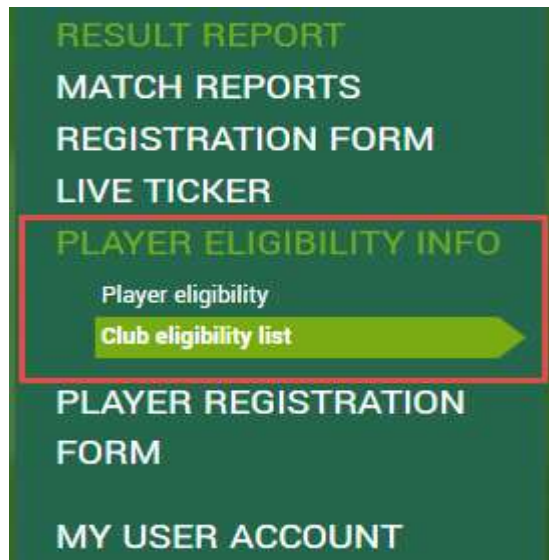 RESULT REPORT
MATCH REPORTS
REGISTRATION FORM
LIVE TICKER
PLAYER ELIGIBILITY INFO
Player eligibility
Club eligibility list
PLAYER REGISTRATION
FORM
MY USER ACCOUNT